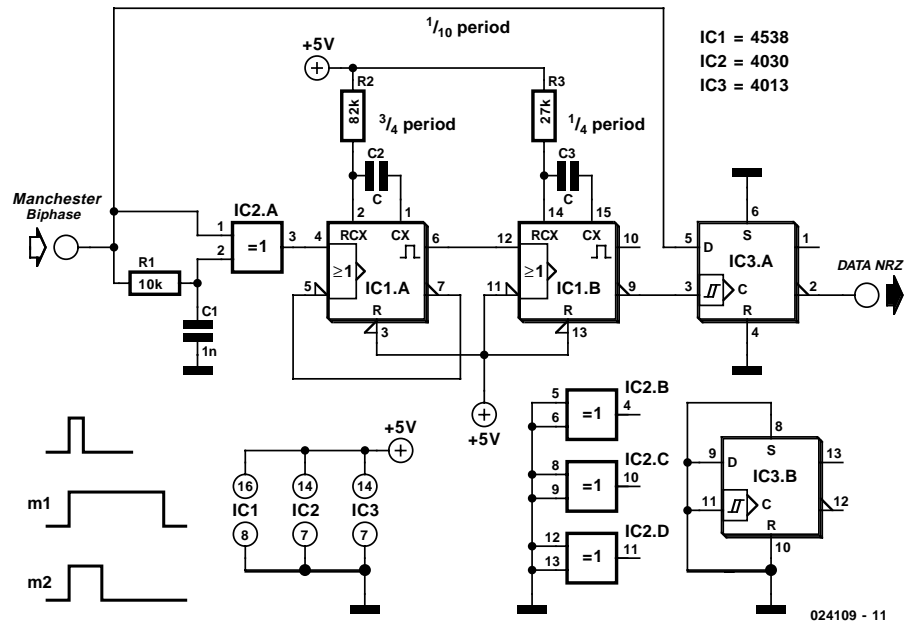 1/10 period
IC1 = 4538
IC2 = 4030
IC3 = 4013
+5V
R2
82k
3/4 period
R3
27k
1/4 period
C2
C
C3
C
Manchester
Biphase
IC2.A
1
2
=1
3
R1
10k
C1
1n
2
1
4
RCX
CX
6
≥1
IC1.A
5
7
R
3
14
15
12
RCX
CX
10
≥1
IC1.B
11
9
R
13
+5V
6
5
D
S
1
IC3.A
3
C
2
R
4
DATA NRZ
m1
m2
+5V
16
14
14
IC1
IC2
IC3
8
7
7
IC2.B
5
6
=1
4
IC2.C
8
9
=1
10
IC2.D
12
13
=1
11
8
9
D
S
13
IC3.B
11
C
12
R
10
024109 - 11